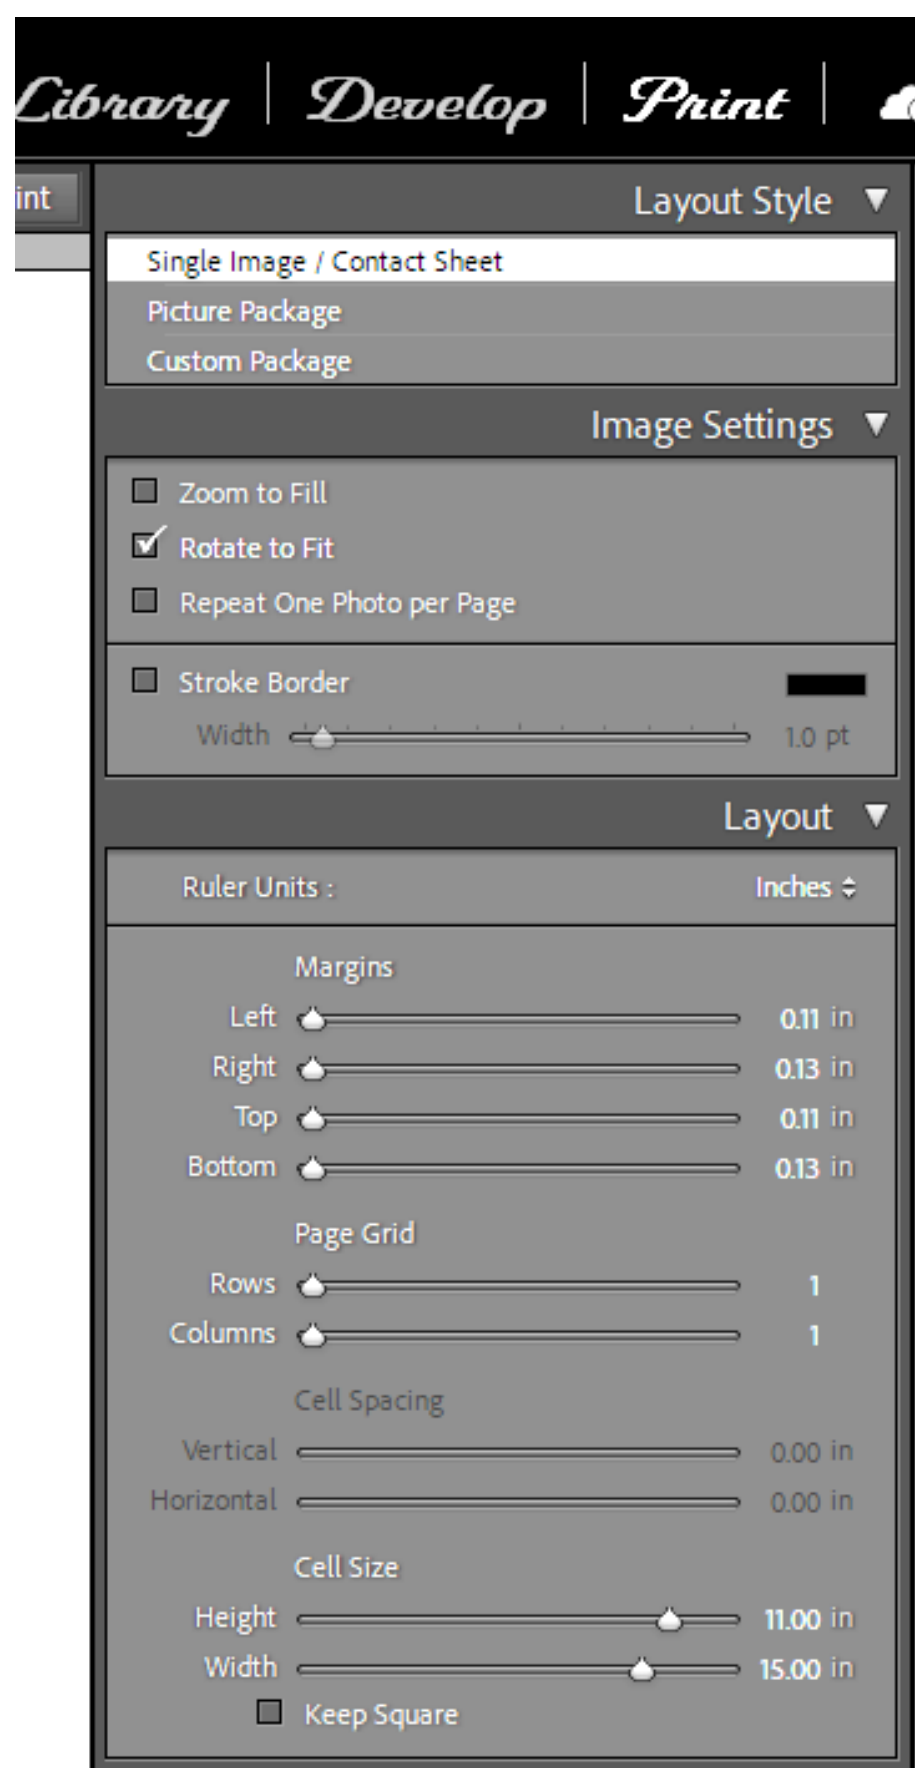 Library | Develop | Print |
int
Layout Style
Single Image / Contact Sheet
Picture Package
Custom Package
Image Settings
Zoom to Fill
Rotate to Fit
Repeat One Photo per Page
Stroke Border
Width 1.0 pt
Layout
Ruler Units : Inches
Margins
Left 0.11 in
Right 0.13 in
Top 0.11 in
Bottom 0.13 in
Page Grid
Rows 1
Columns 1
Cell Spacing
Vertical 0.00 in
Horizontal 0.00 in
Cell Size
Height 11.00 in
Width 15.00 in
Keep Square